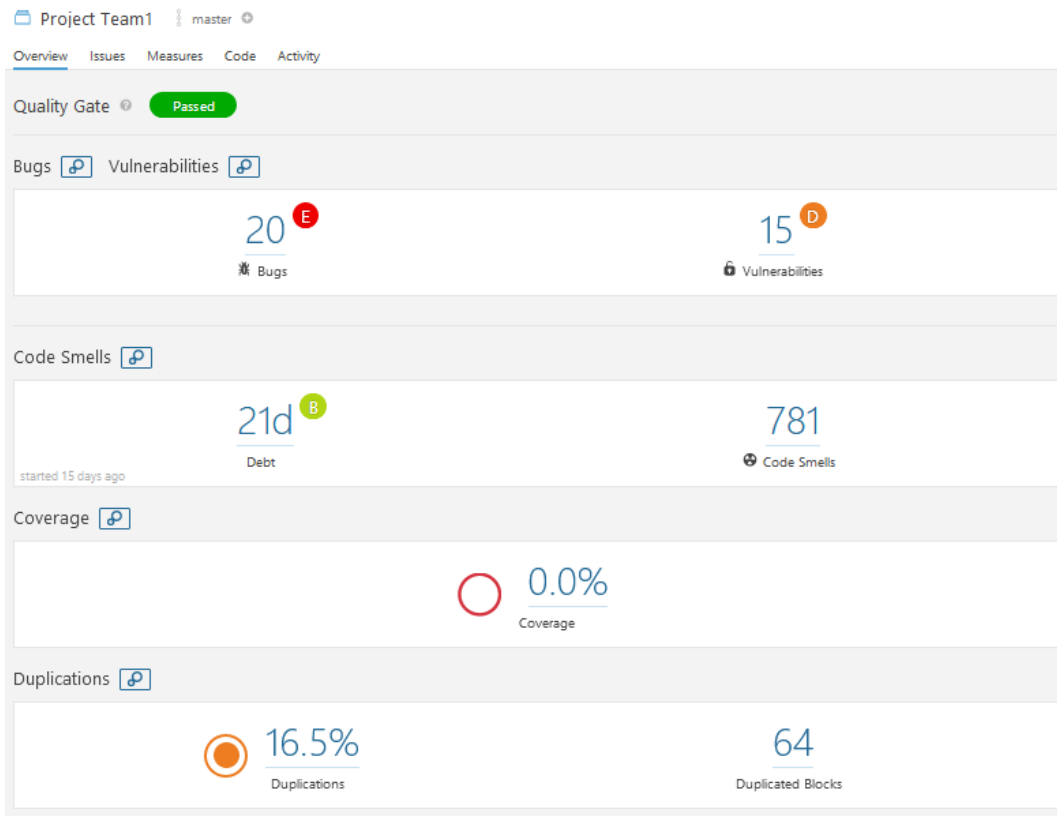 Project Team1 master
Overview Issues Measures Code Activity
Quality Gate ? Passed
Bugs Vulnerabilities
20 E 15 D
Bugs Vulnerabilities
Code Smells
21d B 781
Debt Code Smells
started 15 days ago
Coverage
0.0%
Coverage
Duplications
16.5% 64
Duplications Duplicated Blocks